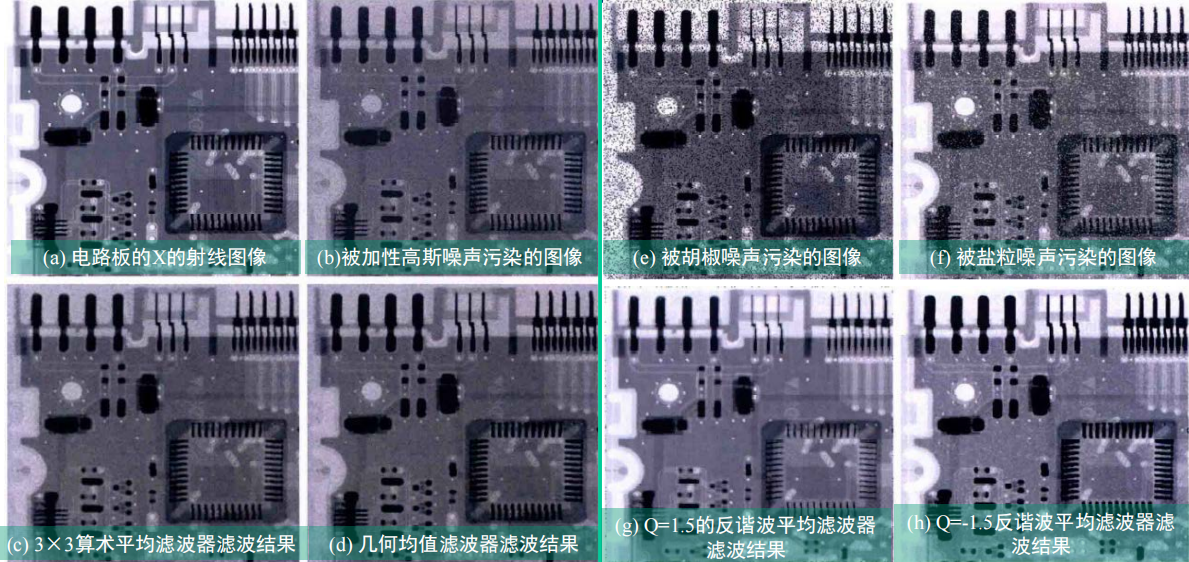 (a) 电路板的X的射线图像
(b)被加性高斯噪声污染的图像
(e) 被胡椒噪声污染的图像
(f) 被盐粒噪声污染的图像
(c) 3×3算术平均滤波器滤波结果
(d) 几何均值滤波器滤波结果
(g) Q=1.5的反谐波平均滤波器
滤波结果
(h) Q=-1.5反谐波平均滤波器滤
波结果